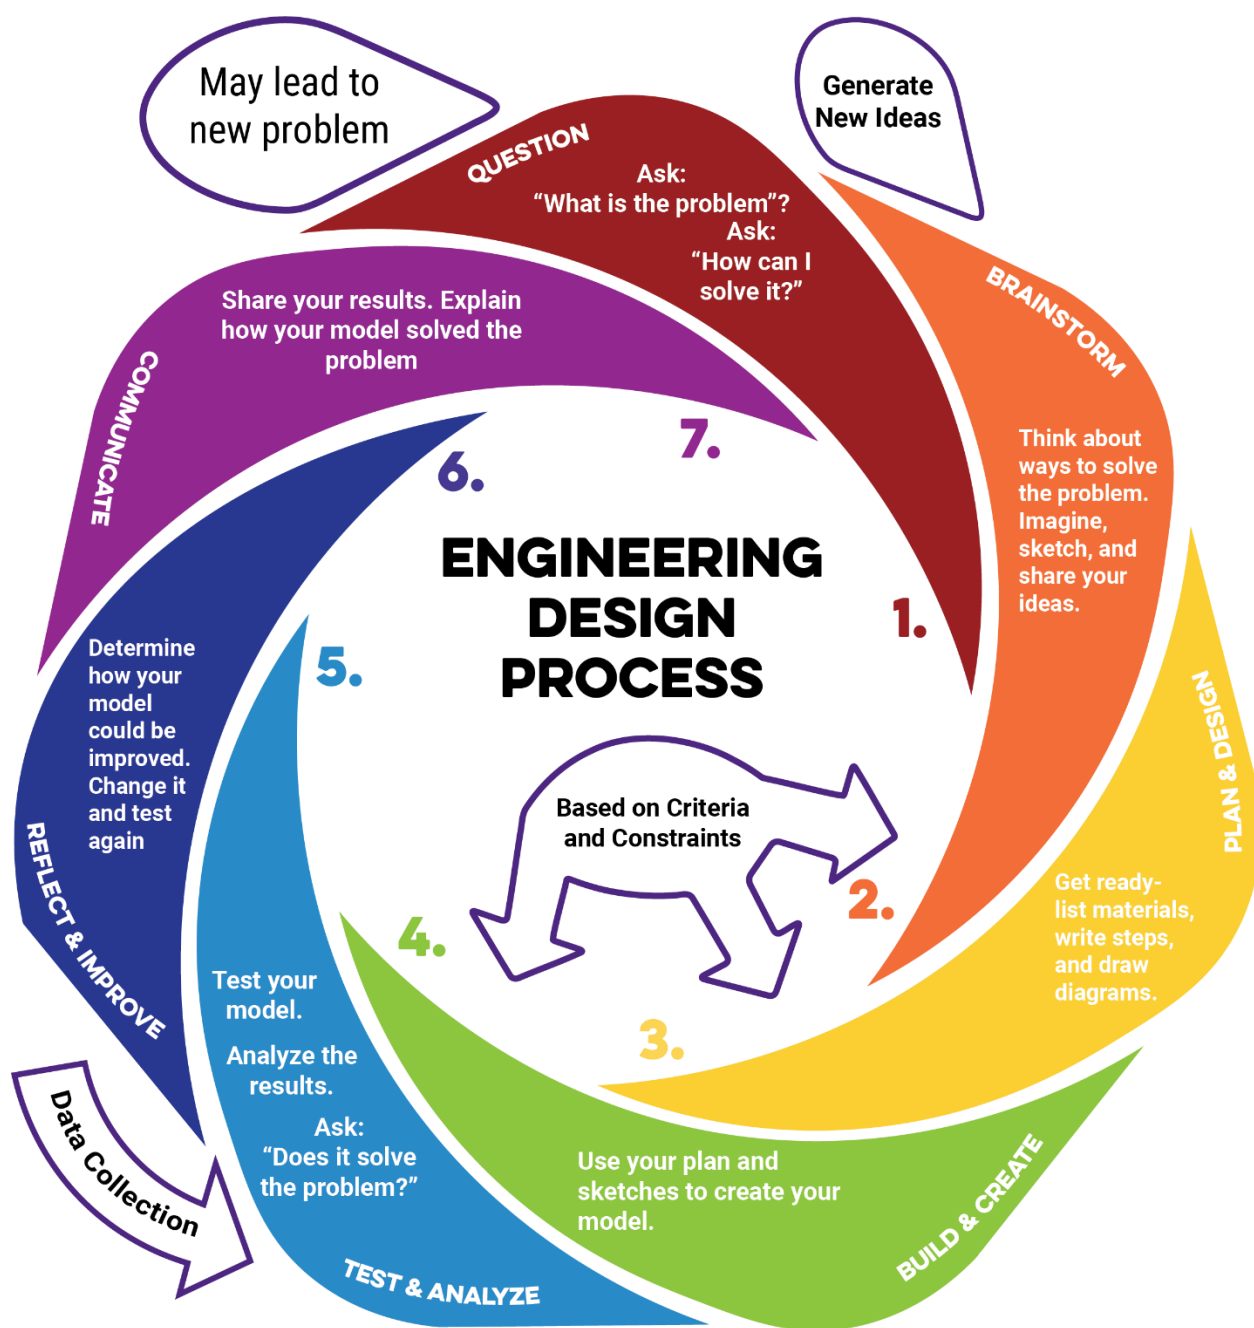 May lead to
new problem
Generate
New Ideas
QUESTION
Ask:
“What is the problem”?
Ask:
“How can I
solve it?”
1.
BRAINSTORM
Think about
ways to solve
the problem.
Imagine,
sketch, and
share your
ideas.
2.
PLAN & DESIGN
Get ready-
list materials,
write steps,
and draw
diagrams.
3.
BUILD & CREATE
Use your plan and
sketches to create your
model.
4.
TEST & ANALYZE
Test your
model.
Analyze the
results.
Ask:
“Does it solve
the problem?”
5.
Data Collection
REFLECT & IMPROVE
Determine
how your
model
could be
improved.
Change it
and test
again
6.
COMMUNICATE
Share your results. Explain
how your model solved the
problem
7.
ENGINEERING
DESIGN
PROCESS
Based on Criteria
and Constraints